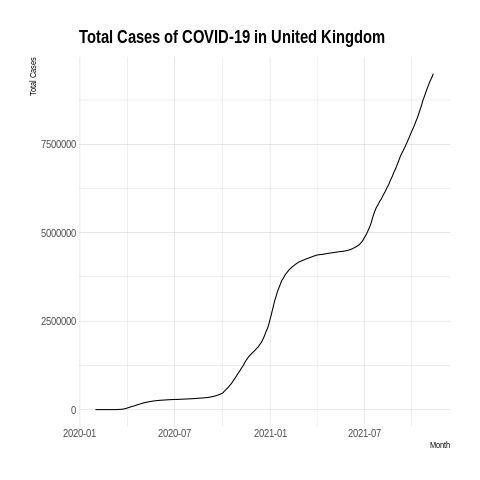 Total Cases of COVID-19 in United Kingdom
Total Cases
7500000
5000000
2500000
0
2020-01 2020-07 2021-01 2021-07
Month